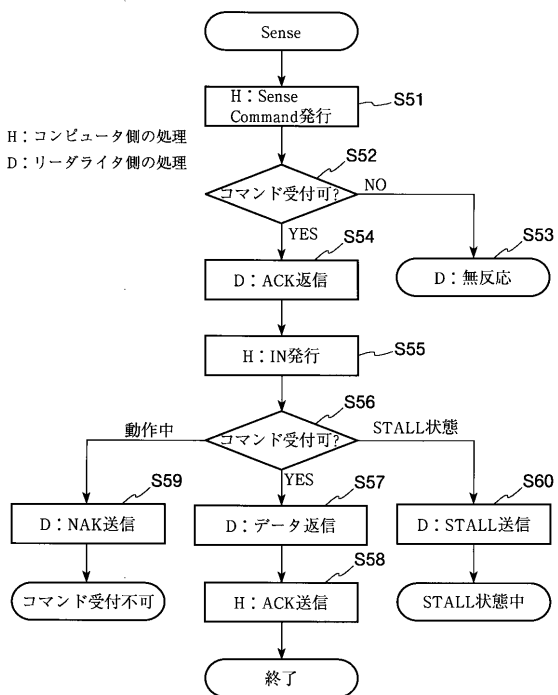 Sense
H：Sense
Command発行
S51
H：コンピュータ側の処理
D：リーダライタ側の処理
S52
コマンド受付可?
NO
YES
S54
S53
D：ACK返信
D：無反応
H：IN発行
S55
S56
動作中
コマンド受付可?
STALL状態
YES
S59
S57
S60
D：NAK送信
D：データ返信
D：STALL送信
S58
コマンド受付不可
H：ACK送信
STALL状態中
終了